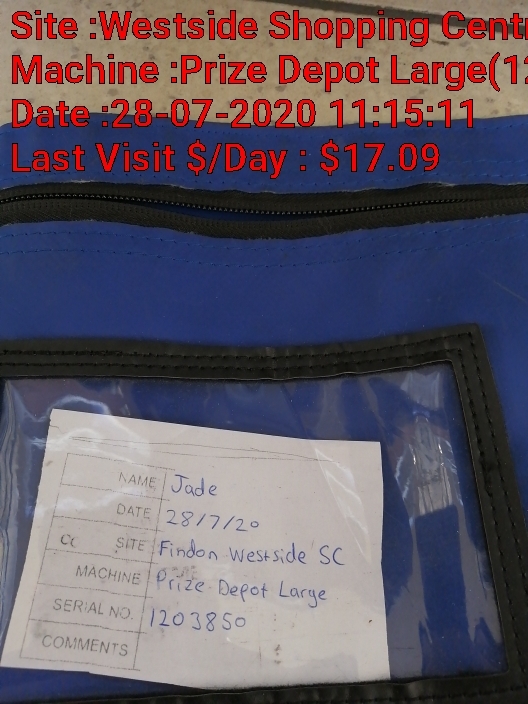 Site :Westside Shopping Cent
Machine :Prize Depot Large(12
Date :28-07-2020 11:15:11
Last Visit $/Day : $17.09
NAME Jade
DATE 28/7/20
CC SITE Findon Westside SC
MACHINE Prize Depot Large
SERIAL NO. 1203850
COMMENTS